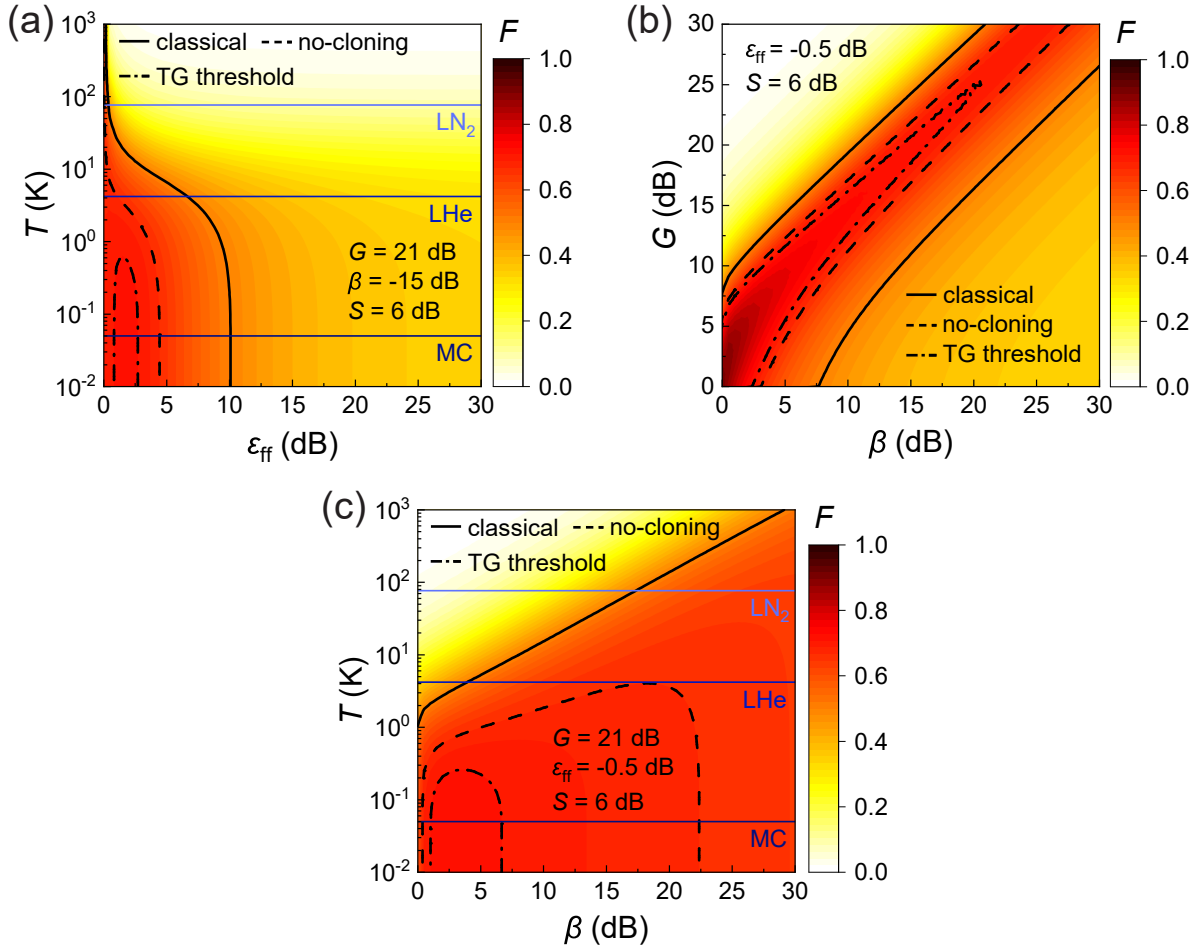 (a)
classical no-cloning
TG threshold
F
10³
10²
10¹
10⁰
10⁻¹
10⁻²
T (K)
LN₂
LHe
G = 21 dB
β = -15 dB
S = 6 dB
MC
0 5 10 15 20 25 30
ε_ff (dB)
1.0
0.8
0.6
0.4
0.2
0.0
(b)
F
ε_ff = -0.5 dB
S = 6 dB
30
25
20
15
10
5
0
G (dB)
classical
no-cloning
TG threshold
0 5 10 15 20 25 30
β (dB)
1.0
0.8
0.6
0.4
0.2
0.0
(c)
classical no-cloning
TG threshold
F
10³
10²
10¹
10⁰
10⁻¹
10⁻²
T (K)
LN₂
LHe
G = 21 dB
ε_ff = -0.5 dB
S = 6 dB
MC
0 5 10 15 20 25 30
β (dB)
1.0
0.8
0.6
0.4
0.2
0.0